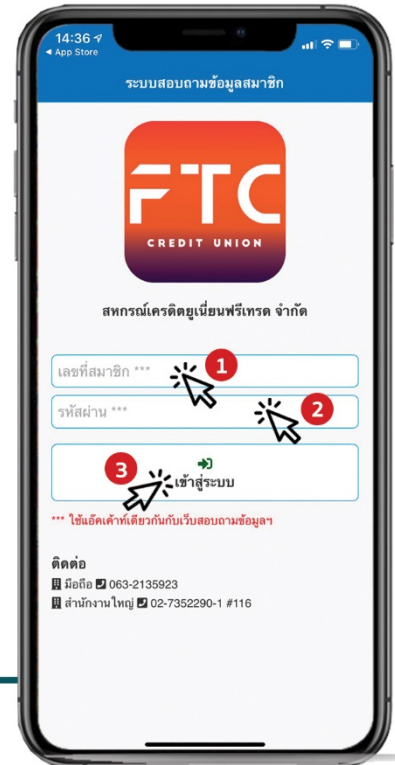 14:36
App Store
ระบบสอบถามข้อมูลสมาชิก
FTC
CREDIT UNION
สหกรณ์เครดิตยูเนี่ยนฟรีเทรด จำกัด
เลขที่สมาชิก ***
1
รหัสผ่าน ***
2
3
เข้าสู่ระบบ
*** ใช้แอ๊คเค้าท์เดียวกันกับเว็บสอบถามข้อมูลฯ
ติดต่อ
มือถือ 063-2135923
สำนักงานใหญ่ 02-7352290-1 #116